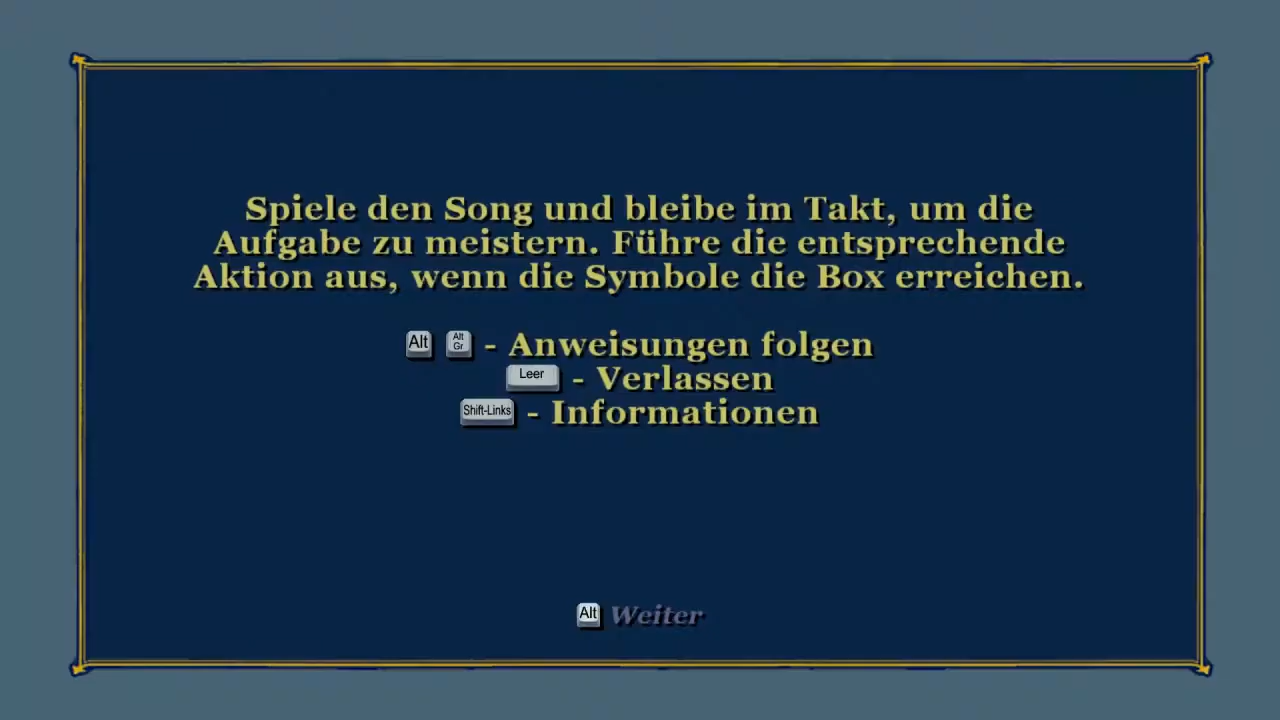 Spiele den Song und bleibe im Takt, um die
Aufgabe zu meistern. Führe die entsprechende
Aktion aus, wenn die Symbole die Box erreichen.
Alt Alt Gr - Anweisungen folgen
Leer - Verlassen
Shift-Links - Informationen
Alt Weiter